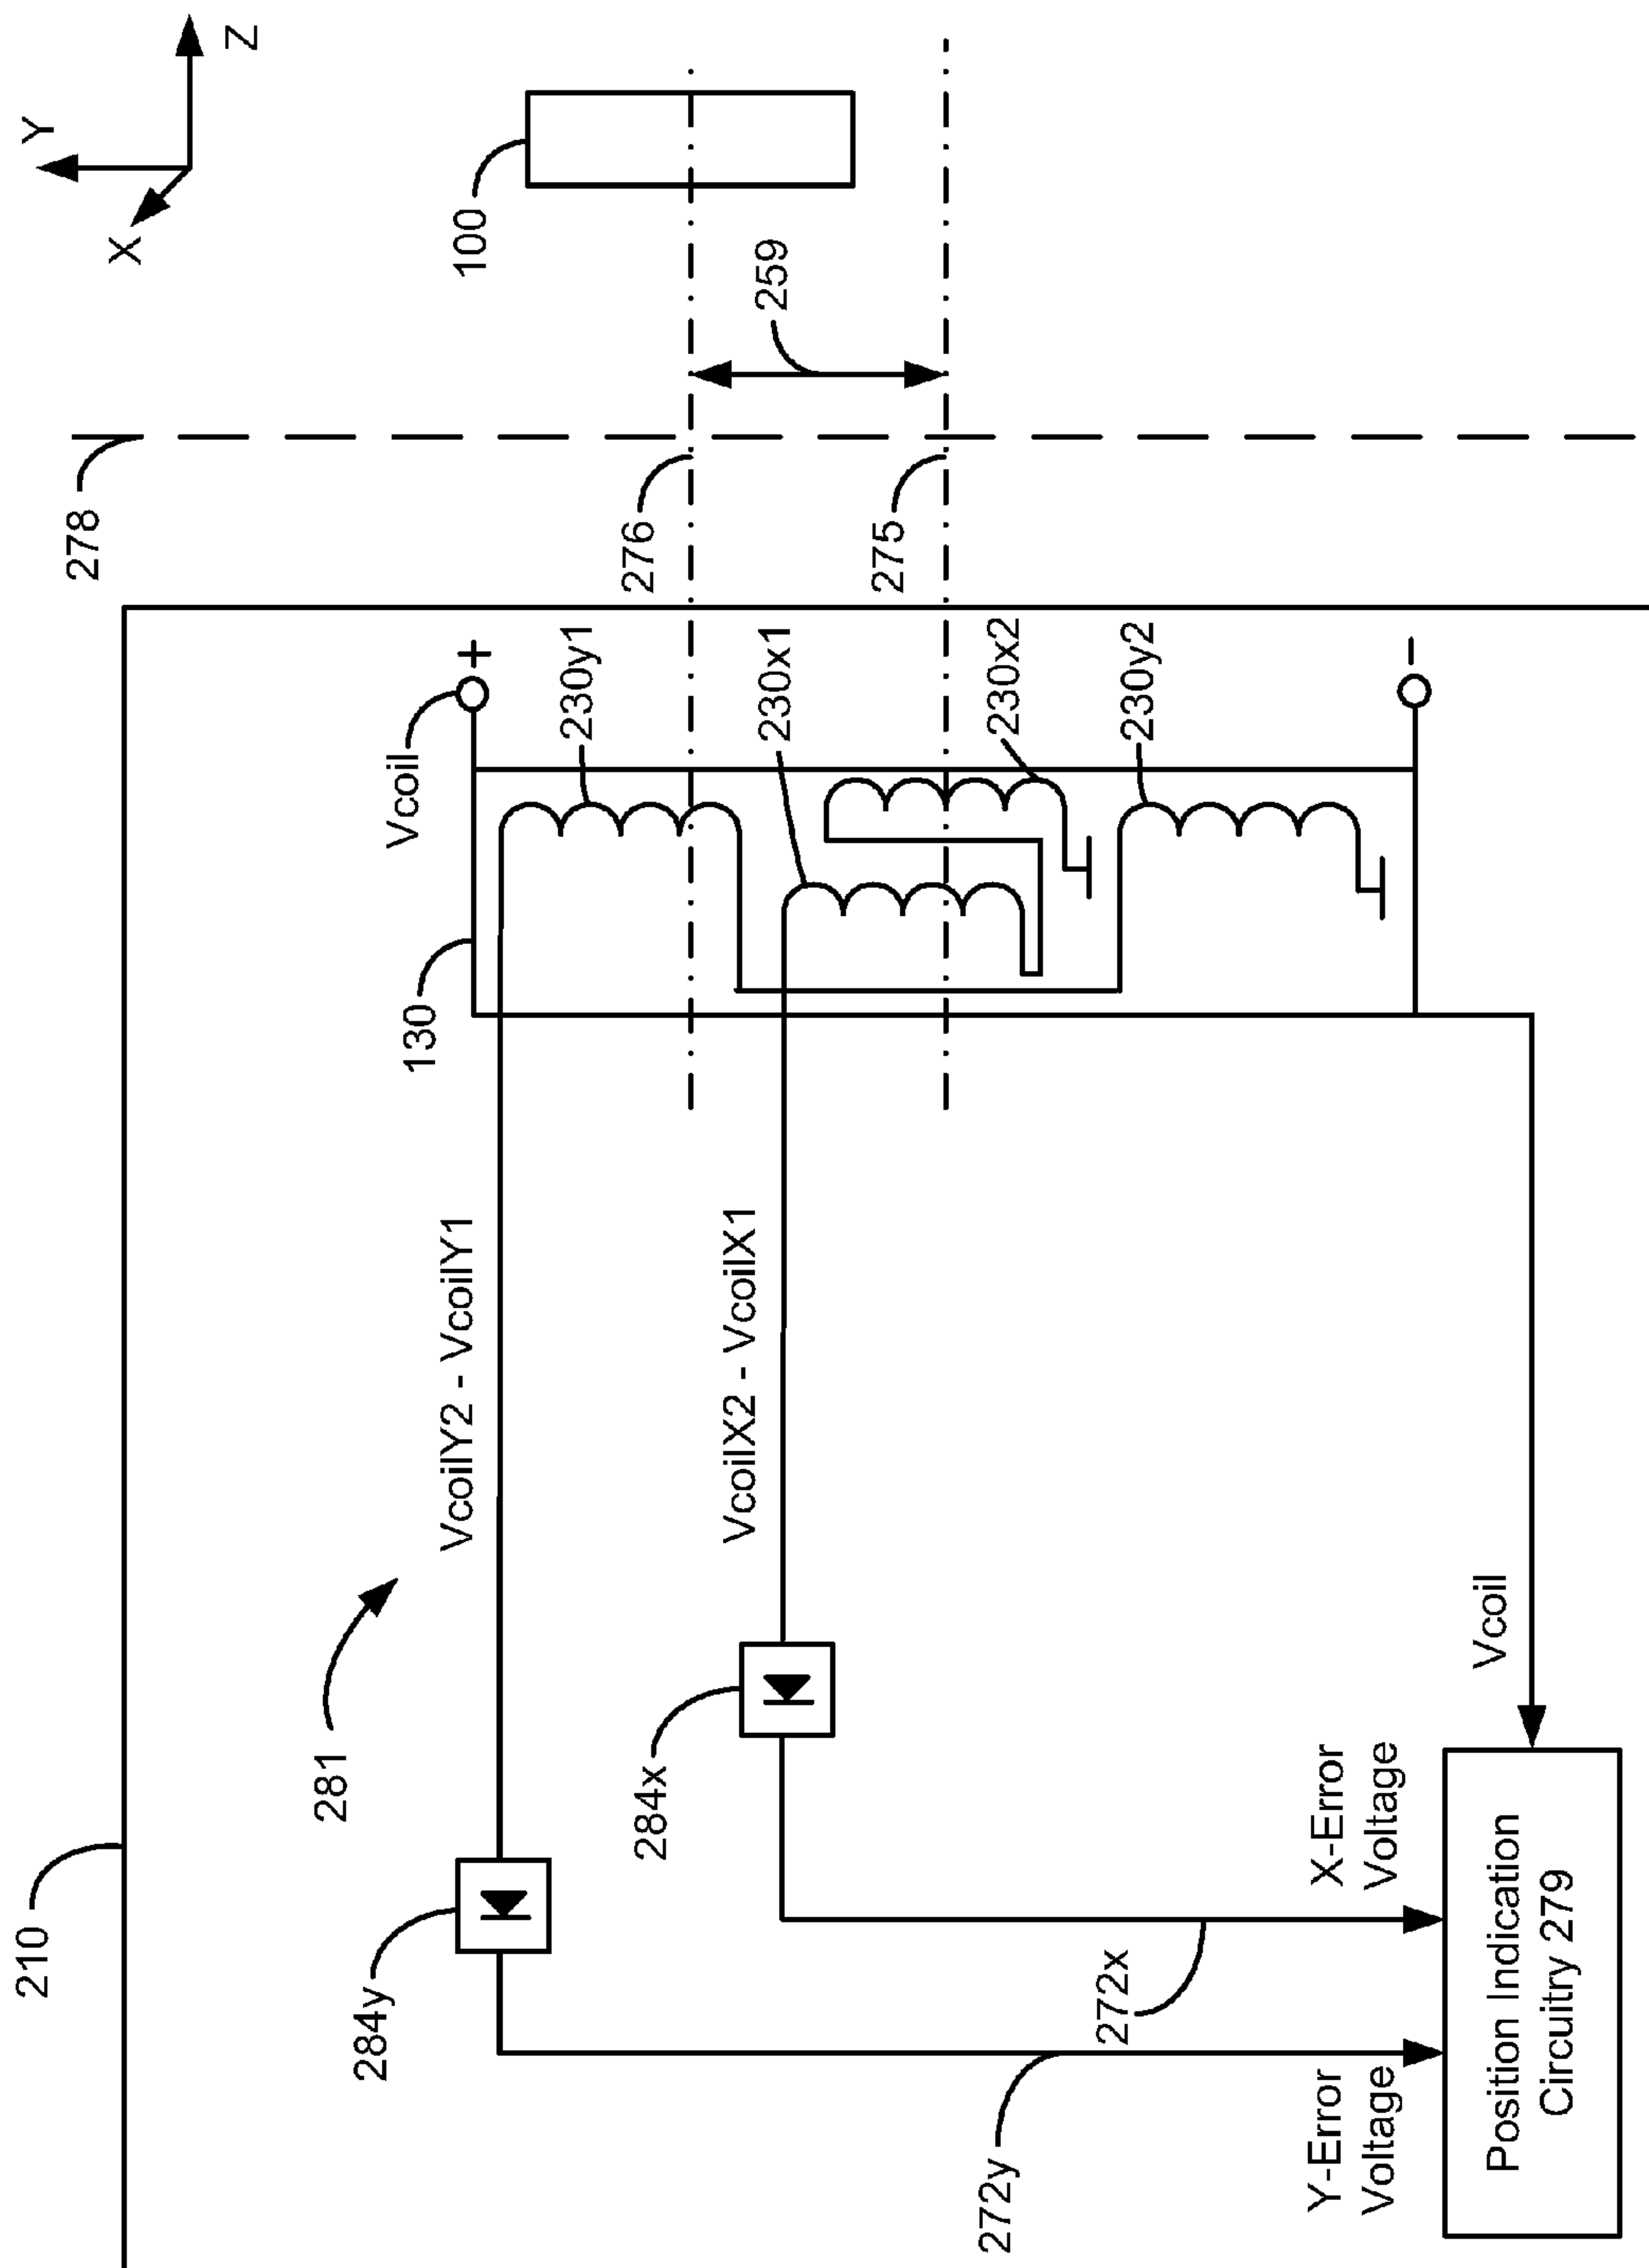 210
281
284y
284x
VcoilY2 - VcoilY1
VcoilX2 - VcoilX1
272y
272x
Y-Error
Voltage
X-Error
Voltage
Position Indication
Circuitry 279
Vcoil
130
Vcoil
+
230y1
230x1
230x2
230y2
-
278
276
275
259
100
Y
X
Z